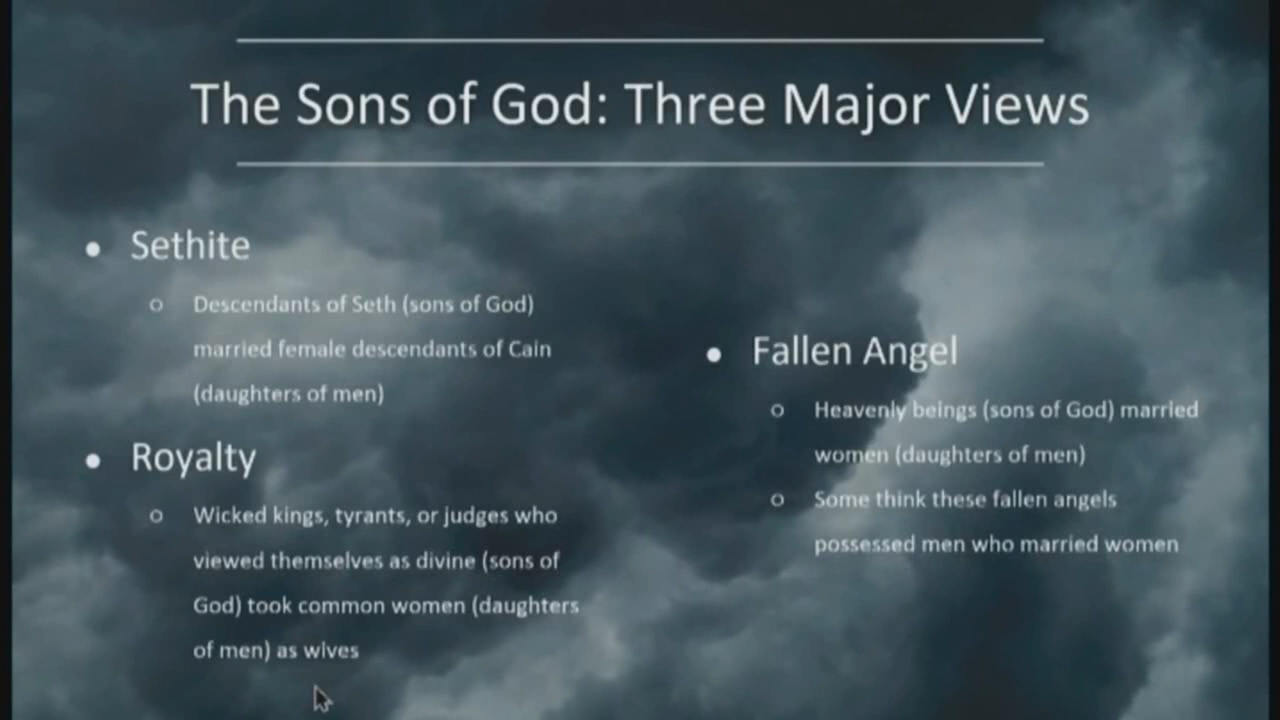 The Sons of God: Three Major Views
• Sethite
○ Descendants of Seth (sons of God)
married female descendants of Cain
(daughters of men)
• Royalty
○ Wicked kings, tyrants, or judges who
viewed themselves as divine (sons of
God) took common women (daughters
of men) as wives
• Fallen Angel
○ Heavenly beings (sons of God) married
women (daughters of men)
○ Some think these fallen angels
possessed men who married women